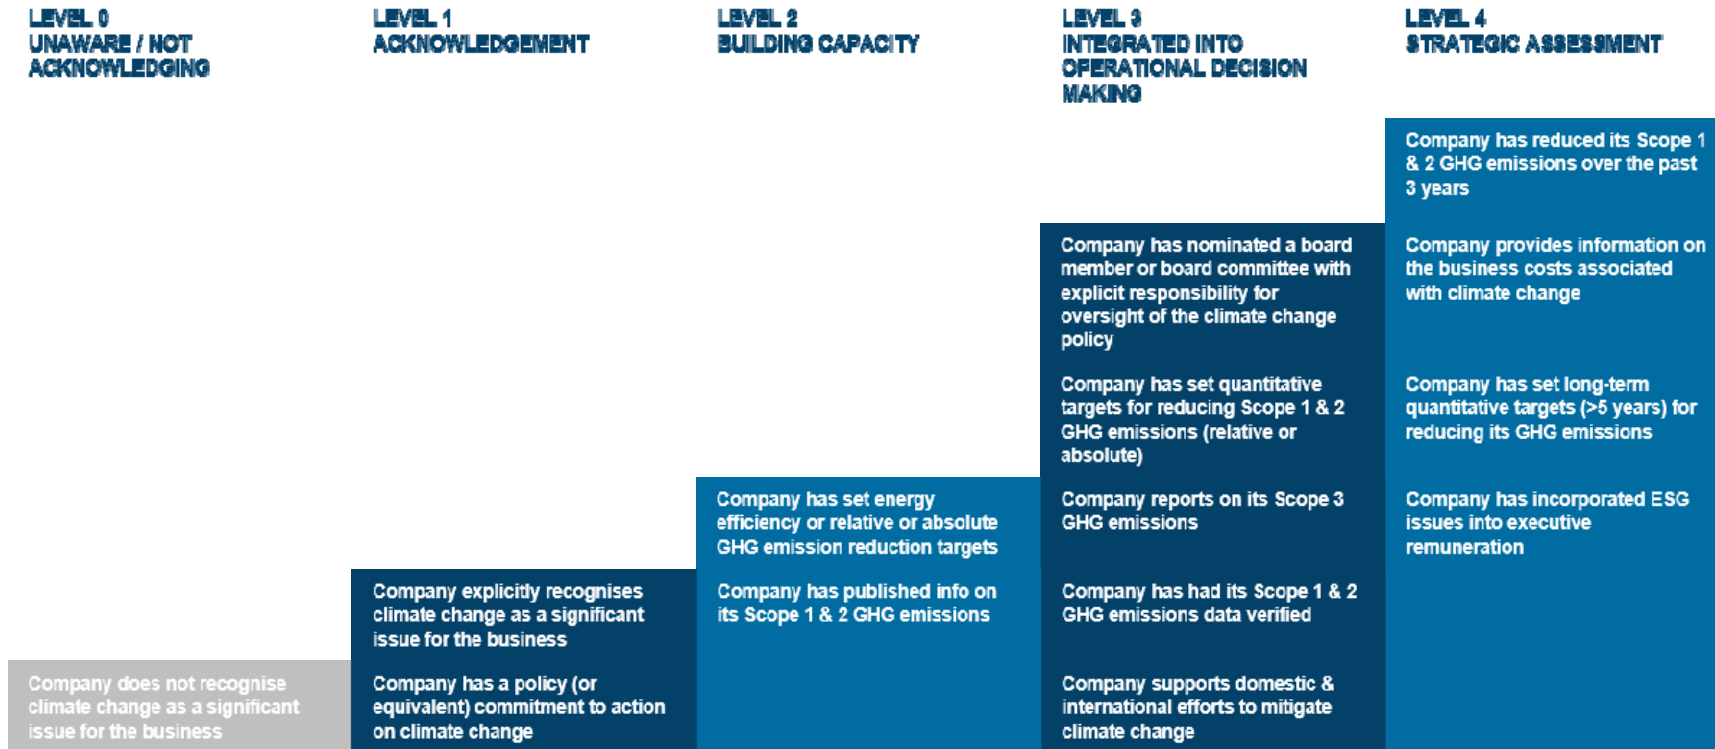 LEVEL 0
UNAWARE / NOT
ACKNOWLEDGING
LEVEL 1
ACKNOWLEDGEMENT
LEVEL 2
BUILDING CAPACITY
LEVEL 3
INTEGRATED INTO
OPERATIONAL DECISION
MAKING
LEVEL 4
STRATEGIC ASSESSMENT
Company does not recognise
climate change as a significant
issue for the business
Company explicitly recognises
climate change as a significant
issue for the business
Company has a policy (or
equivalent) commitment to action
on climate change
Company has set energy
efficiency or relative or absolute
GHG emission reduction targets
Company has published info on
its Scope 1 & 2 GHG emissions
Company has nominated a board
member or board committee with
explicit responsibility for
oversight of the climate change
policy
Company has set quantitative
targets for reducing Scope 1 & 2
GHG emissions (relative or
absolute)
Company reports on its Scope 3
GHG emissions
Company has had its Scope 1 & 2
GHG emissions data verified
Company supports domestic &
international efforts to mitigate
climate change
Company has reduced its Scope 1
& 2 GHG emissions over the past
3 years
Company provides information on
the business costs associated
with climate change
Company has set long-term
quantitative targets (>5 years) for
reducing its GHG emissions
Company has incorporated ESG
issues into executive
remuneration